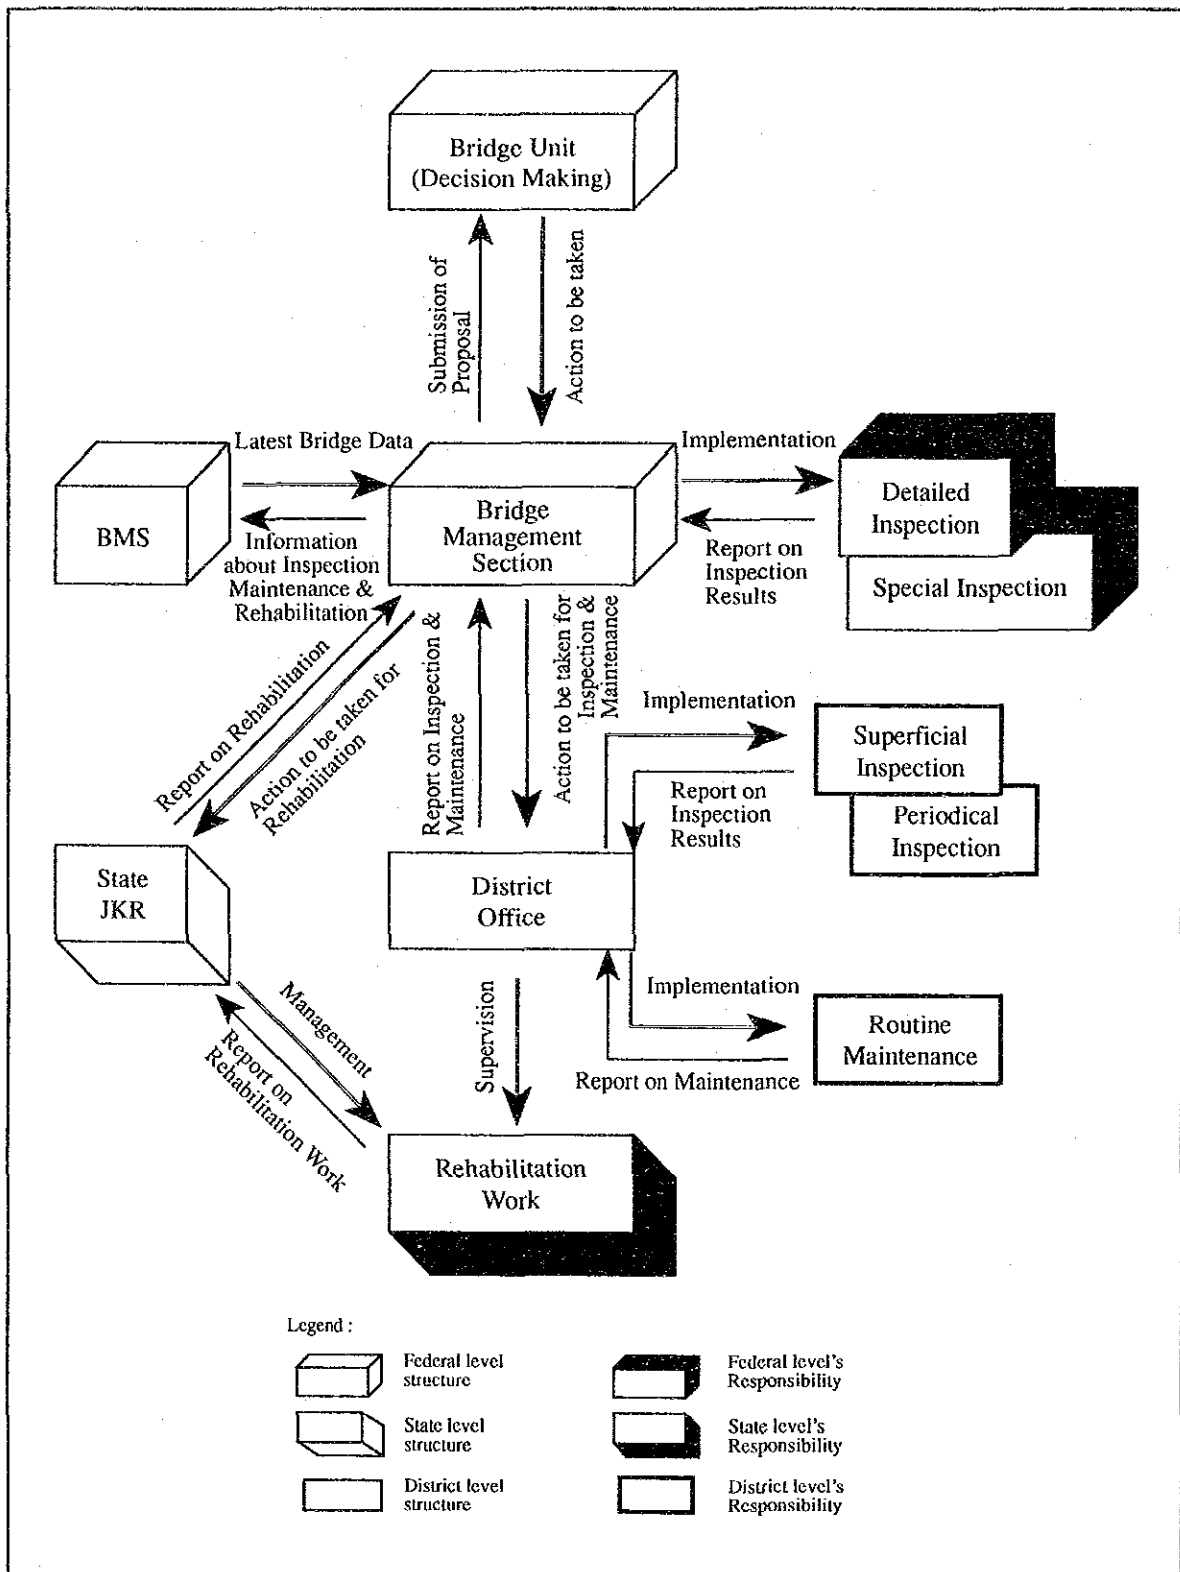 Bridge Unit
(Decision Making)
Submission of
Proposal
Action to be taken
Latest Bridge Data
Implementation
BMS
Bridge
Management
Section
Detailed
Inspection
Special Inspection
Information
about Inspection
Maintenance &
Rehabilitation
Report on
Inspection
Results
Report on Rehabilitation
Action to be taken for
Rehabilitation
Report on Inspection &
Maintenance
Action to be taken for
Inspection &
Maintenance
Implementation
Superficial
Inspection
Periodical
Inspection
Report on
Inspection
Results
State
JKR
District
Office
Management
Report on
Rehabilitation Work
Supervision
Implementation
Routine
Maintenance
Report on Maintenance
Rehabilitation
Work
Legend :
Federal level
structure
Federal level's
Responsibility
State level
structure
State level's
Responsibility
District level
structure
District level's
Responsibility